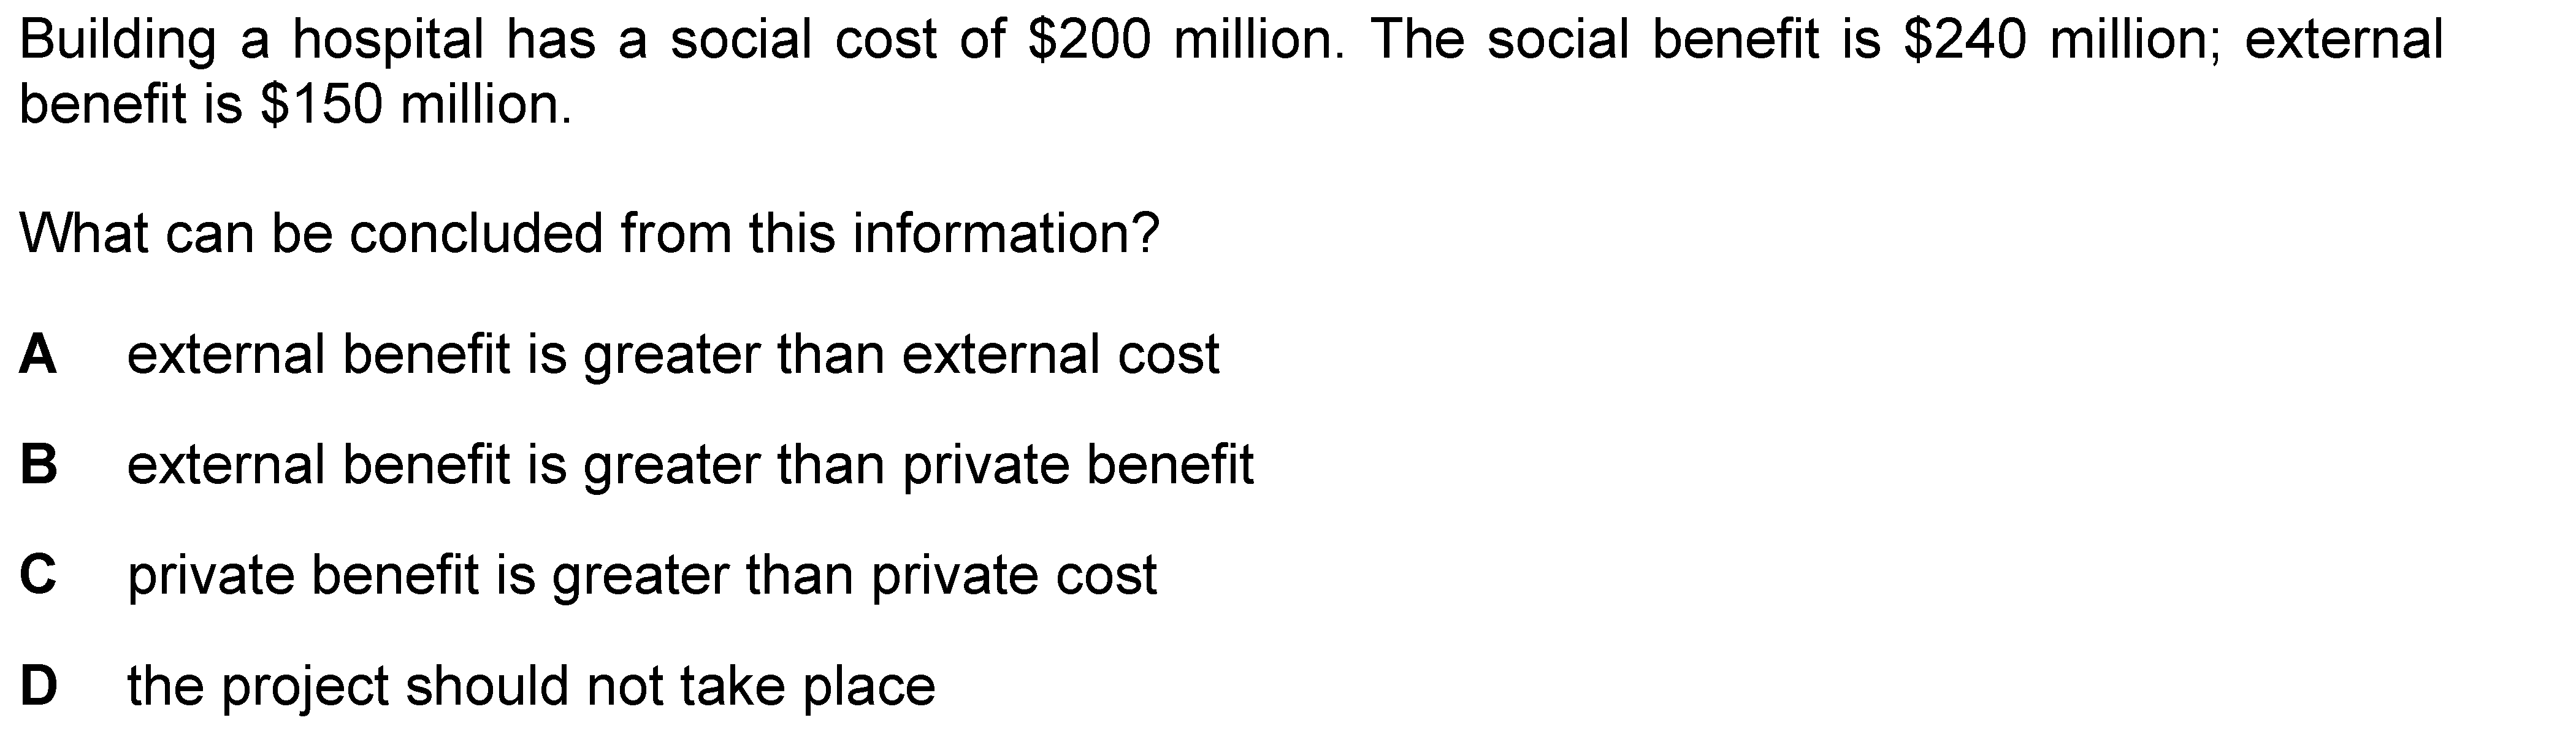 Building a hospital has a social cost of $200 million. The social benefit is $240 million; external
benefit is $150 million.
What can be concluded from this information?
A external benefit is greater than external cost
B external benefit is greater than private benefit
C private benefit is greater than private cost
D the project should not take place